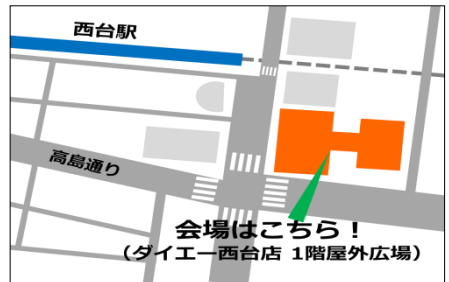 西台駅
高島通り
会場はこちら！
（ダイエー西台店 1階屋外広場）